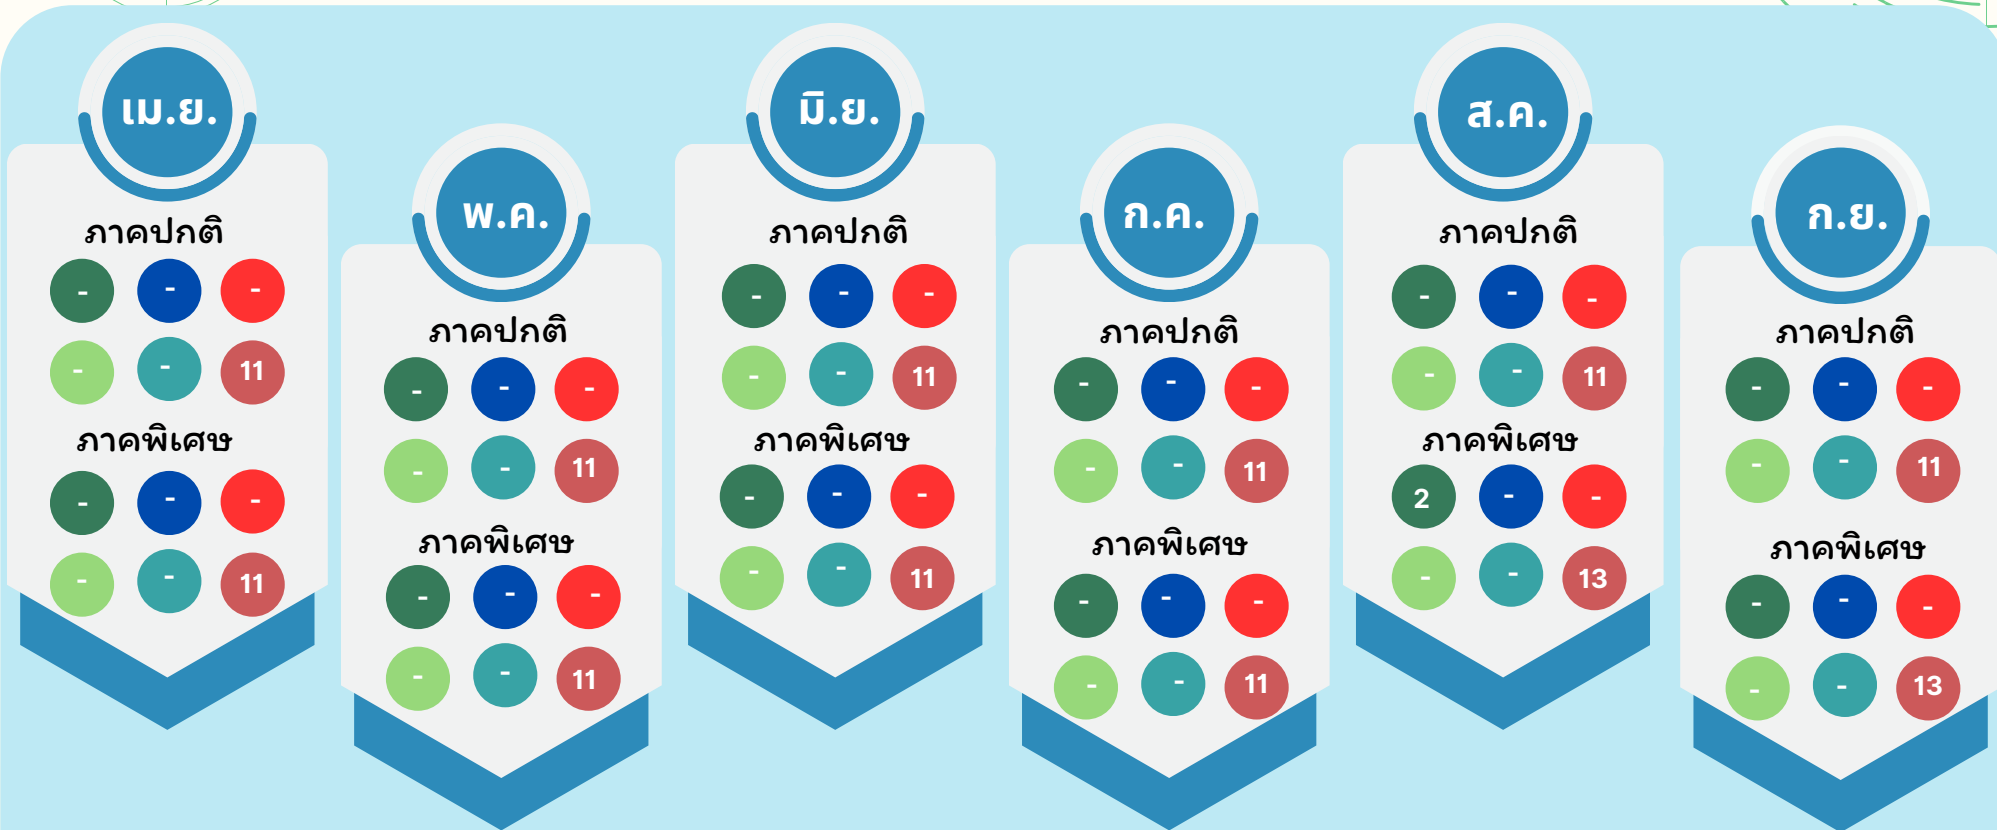 เม.ย.
ภาคปกติ
- - -
- - 11
ภาคพิเศษ
- - -
- - 11
พ.ค.
ภาคปกติ
- - -
- - 11
ภาคพิเศษ
- - -
- - 11
มิ.ย.
ภาคปกติ
- - -
- - 11
ภาคพิเศษ
- - -
- - 11
ก.ค.
ภาคปกติ
- - -
- - 11
ภาคพิเศษ
- - -
- - 11
ส.ค.
ภาคปกติ
- - -
- - 11
ภาคพิเศษ
2 - -
- - 13
ก.ย.
ภาคปกติ
- - -
- - 11
ภาคพิเศษ
- - -
- - 13